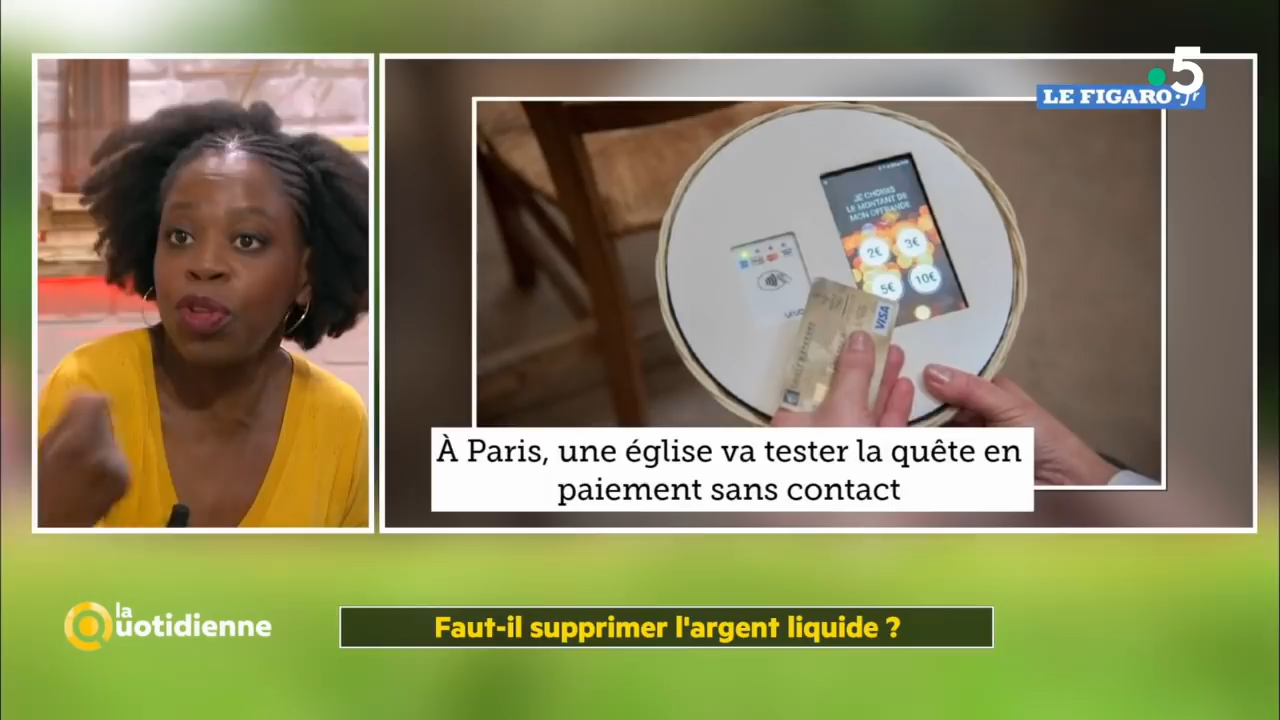 5
LE FIGARO.fr
JE CHOISIS
LE MONTANT DE
MON OFFRANDE
2€
3€
5€
10€
VISA
À Paris, une église va tester la quête en
paiement sans contact
la
Quotidienne
Faut-il supprimer l'argent liquide ?